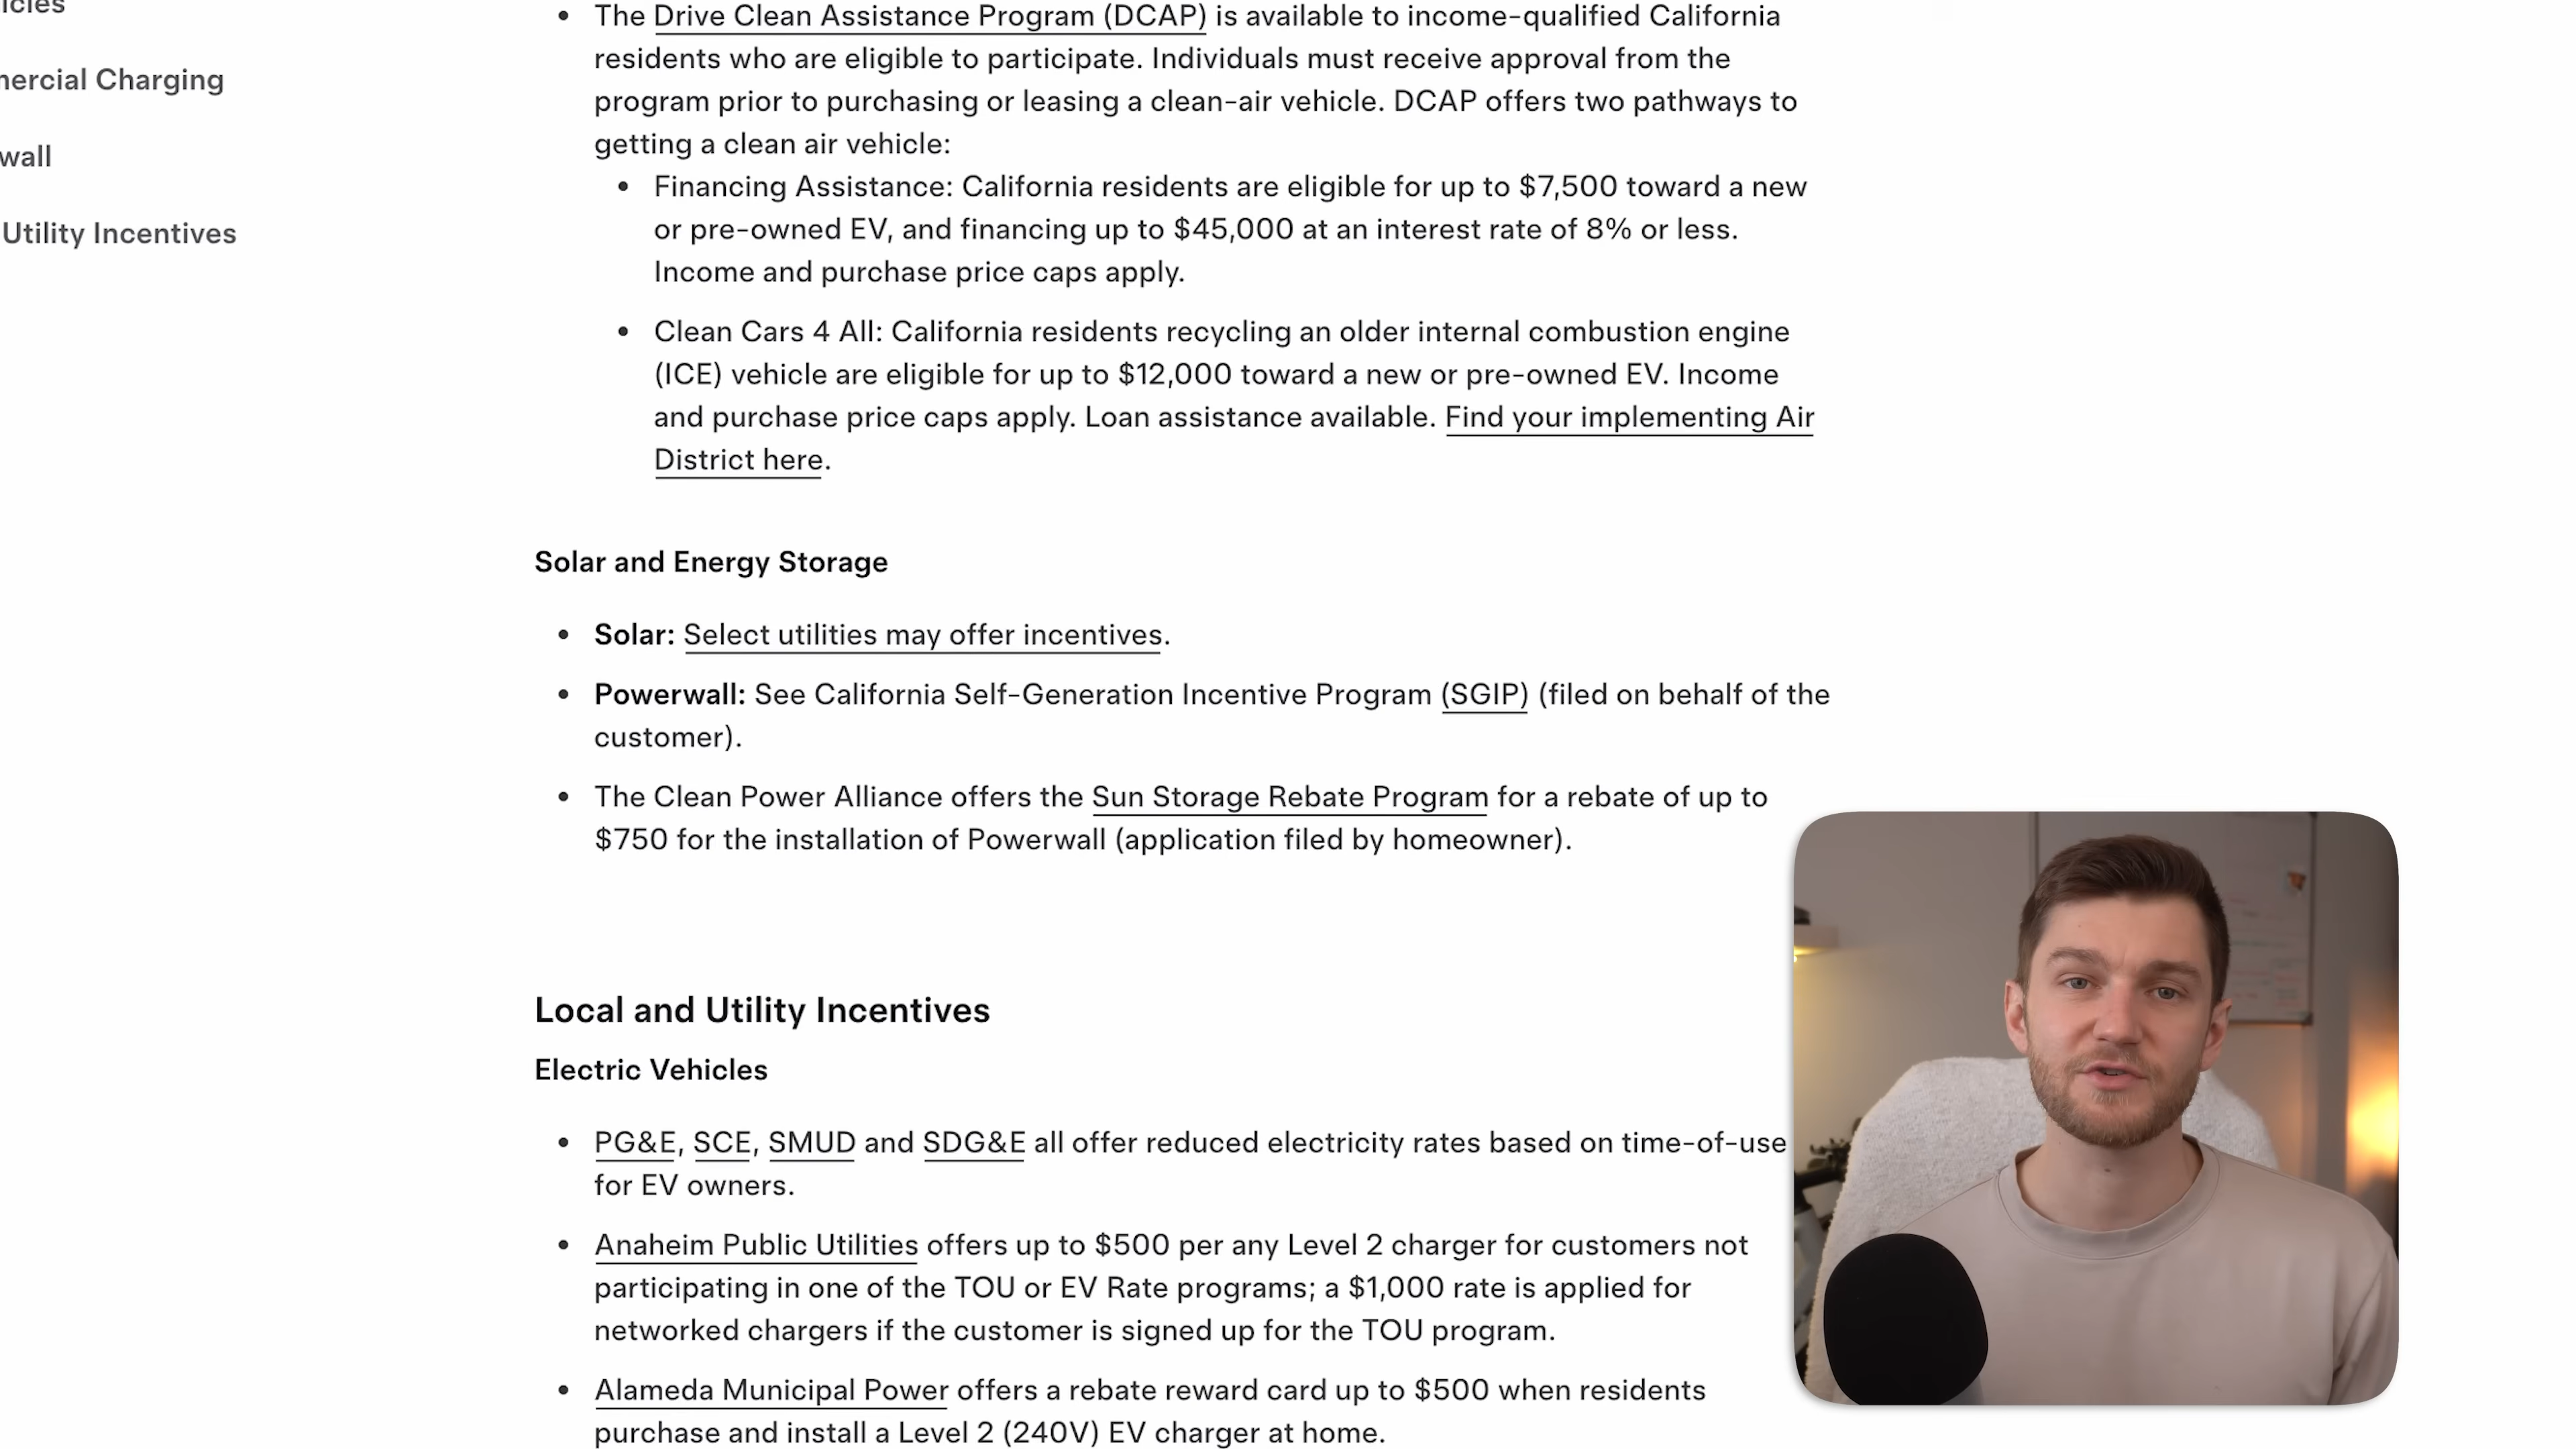 icles
nercial Charging
wall
Utility Incentives
• The Drive Clean Assistance Program (DCAP) is available to income-qualified California
residents who are eligible to participate. Individuals must receive approval from the
program prior to purchasing or leasing a clean-air vehicle. DCAP offers two pathways to
getting a clean air vehicle:
• Financing Assistance: California residents are eligible for up to $7,500 toward a new
or pre-owned EV, and financing up to $45,000 at an interest rate of 8% or less.
Income and purchase price caps apply.
• Clean Cars 4 All: California residents recycling an older internal combustion engine
(ICE) vehicle are eligible for up to $12,000 toward a new or pre-owned EV. Income
and purchase price caps apply. Loan assistance available. Find your implementing Air
District here.
Solar and Energy Storage
• Solar: Select utilities may offer incentives.
• Powerwall: See California Self-Generation Incentive Program (SGIP) (filed on behalf of the
customer).
• The Clean Power Alliance offers the Sun Storage Rebate Program for a rebate of up to
$750 for the installation of Powerwall (application filed by homeowner).
Local and Utility Incentives
Electric Vehicles
• PG&E, SCE, SMUD and SDG&E all offer reduced electricity rates based on time-of-use
for EV owners.
• Anaheim Public Utilities offers up to $500 per any Level 2 charger for customers not
participating in one of the TOU or EV Rate programs; a $1,000 rate is applied for
networked chargers if the customer is signed up for the TOU program.
• Alameda Municipal Power offers a rebate reward card up to $500 when residents
purchase and install a Level 2 (240V) EV charger at home.